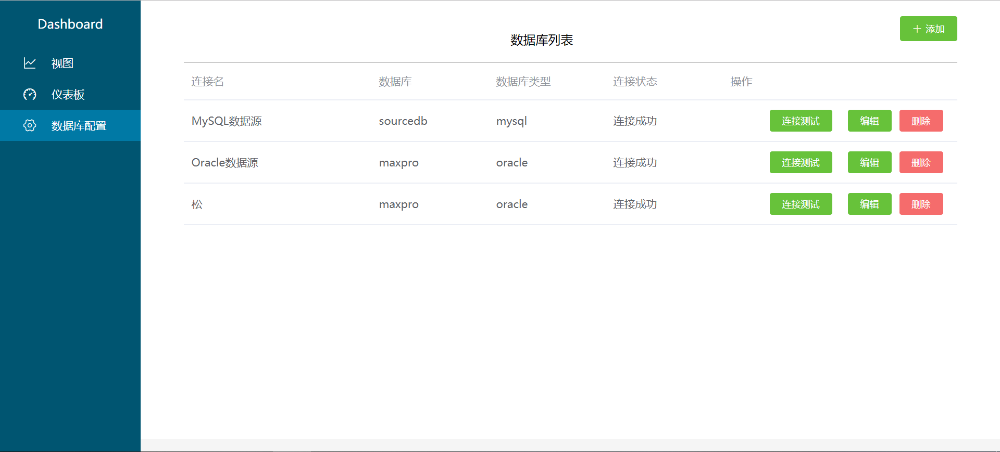 Dashboard
视图
仪表板
数据库配置
添加
数据库列表
连接名 数据库 数据库类型 连接状态 操作
MySQL数据源 sourcedb mysql 连接成功 连接测试 编辑 删除
Oracle数据源 maxpro oracle 连接成功 连接测试 编辑 删除
松 maxpro oracle 连接成功 连接测试 编辑 删除